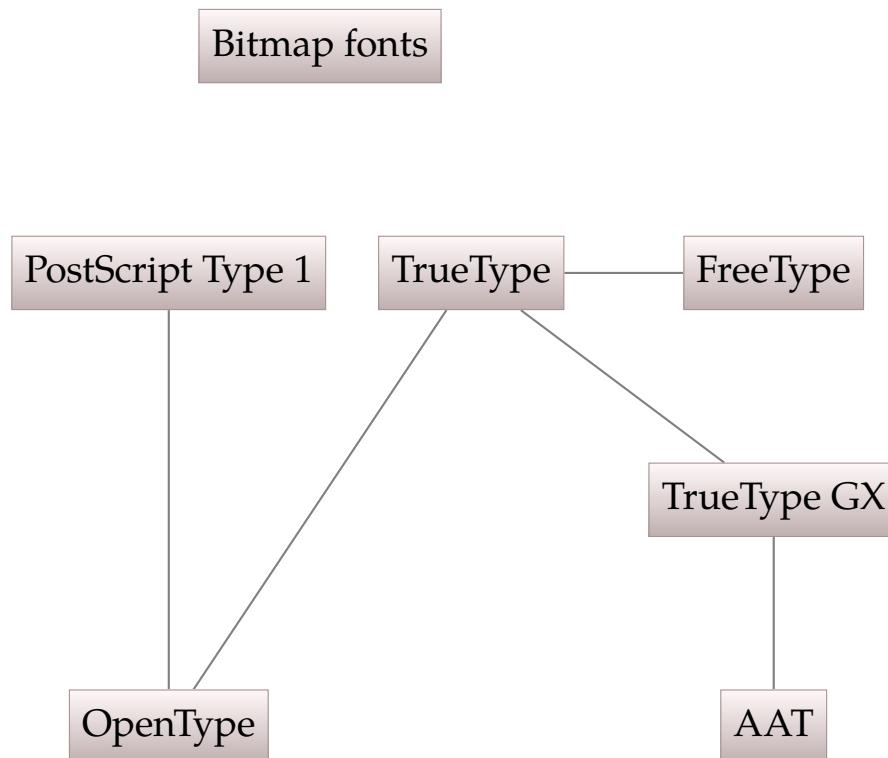 Bitmap fonts
PostScript Type 1
TrueType
FreeType
TrueType GX
OpenType
AAT